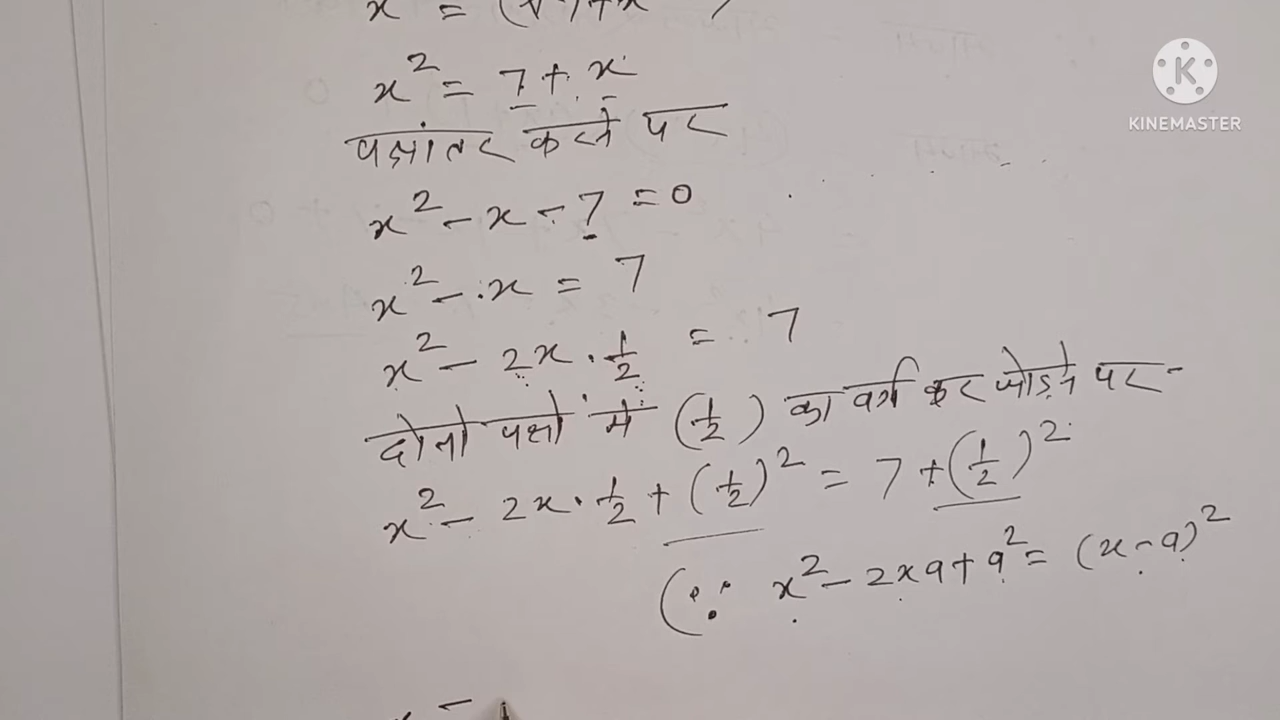 x² = 7 + x
पक्षांतर करने पर
x² - x - 7 = 0
x² - x = 7
x² - 2x · 1/2 = 7
दोनो पक्षो में (1/2) का वर्ग कर जोड़ने पर -
x² - 2x · 1/2 + (1/2)² = 7 + (1/2)²
(∵ x² - 2xa + a² = (x - a)²
KINEMASTER